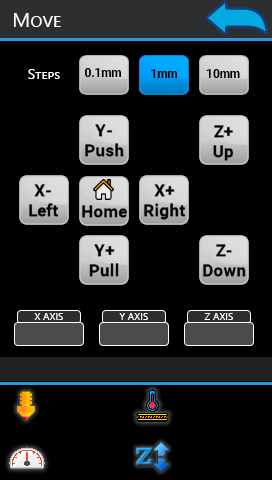 Move
Steps 0.1mm 1mm 10mm
Y-
Push
Z+
Up
X-
Left
Home
X+
Right
Y+
Pull
Z-
Down
X AXIS Y AXIS Z AXIS
Z